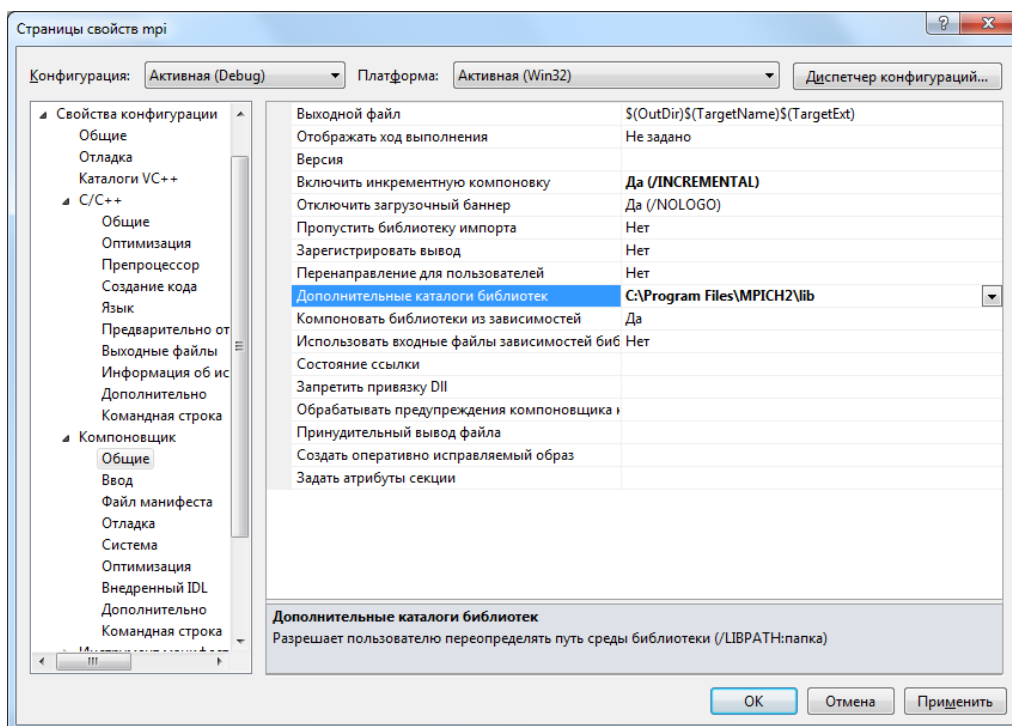 Страницы свойств mpi
Конфигурация: Активная (Debug) Платформа: Активная (Win32) Диспетчер конфигураций...
Свойства конфигурации
Общие
Отладка
Каталоги VC++
C/C++
Общие
Оптимизация
Препроцессор
Создание кода
Язык
Предварительно от
Выходные файлы
Информация об ис
Дополнительно
Командная строка
Компоновщик
Общие
Ввод
Файл манифеста
Отладка
Система
Оптимизация
Внедренный IDL
Дополнительно
Командная строка
Выходной файл $(OutDir)$(TargetName)$(TargetExt)
Отображать ход выполнения Не задано
Версия
Включить инкрементную компоновку Да (/INCREMENTAL)
Отключить загрузочный баннер Да (/NOLOGO)
Пропустить библиотеку импорта Нет
Зарегистрировать вывод Нет
Перенаправление для пользователей Нет
Дополнительные каталоги библиотек C:\Program Files\MPICH2\lib
Компоновать библиотеки из зависимостей Да
Использовать входные файлы зависимостей биб Нет
Состояние ссылки
Запретить привязку Dll
Обрабатывать предупреждения компоновщика к
Принудительный вывод файла
Создать оперативно исправляемый образ
Задать атрибуты секции
Дополнительные каталоги библиотек
Разрешает пользователю переопределять путь среды библиотеки (/LIBPATH:папка)
OK Отмена Применить